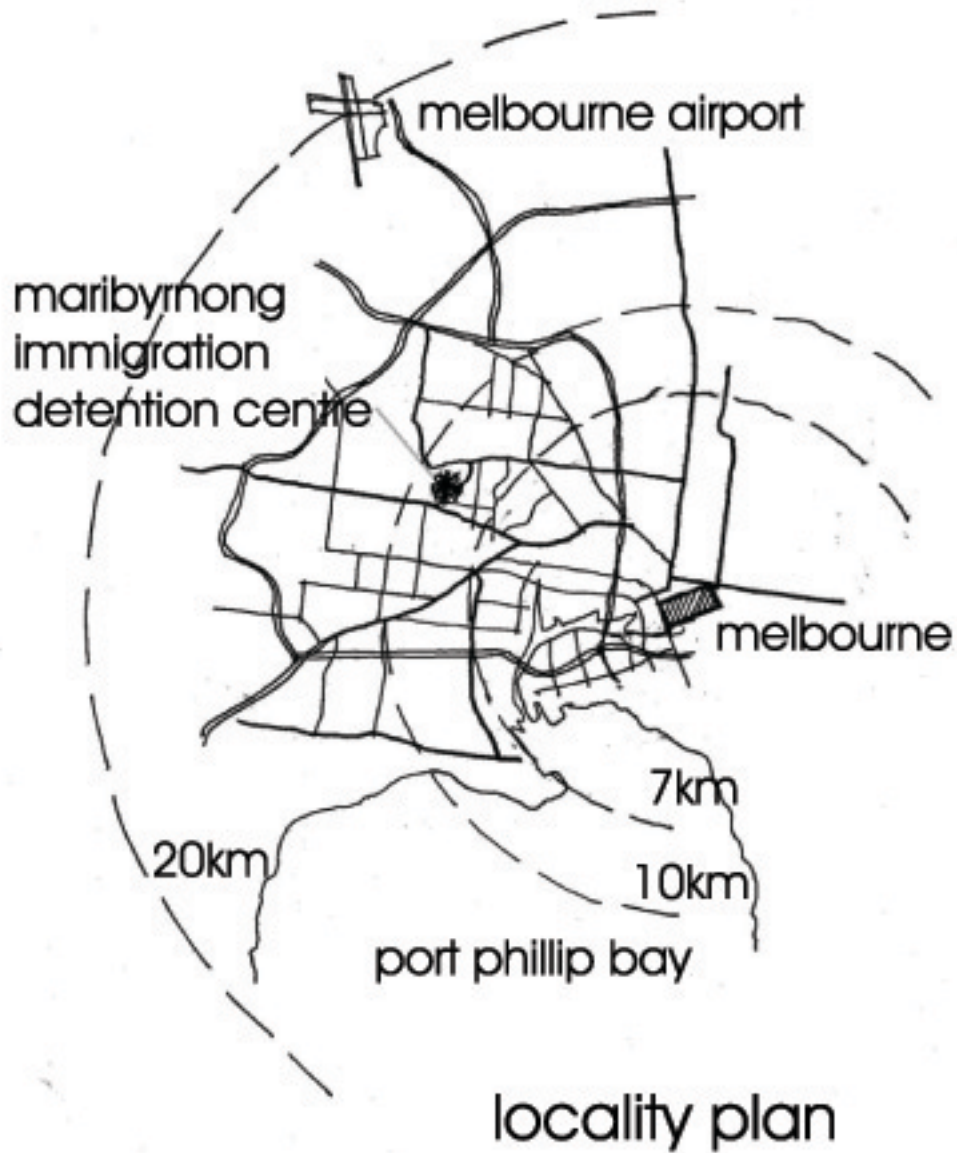 melbourne airport
maribyrnong
immigration
detention centre
melbourne
7km
20km
10km
port phillip bay
locality plan